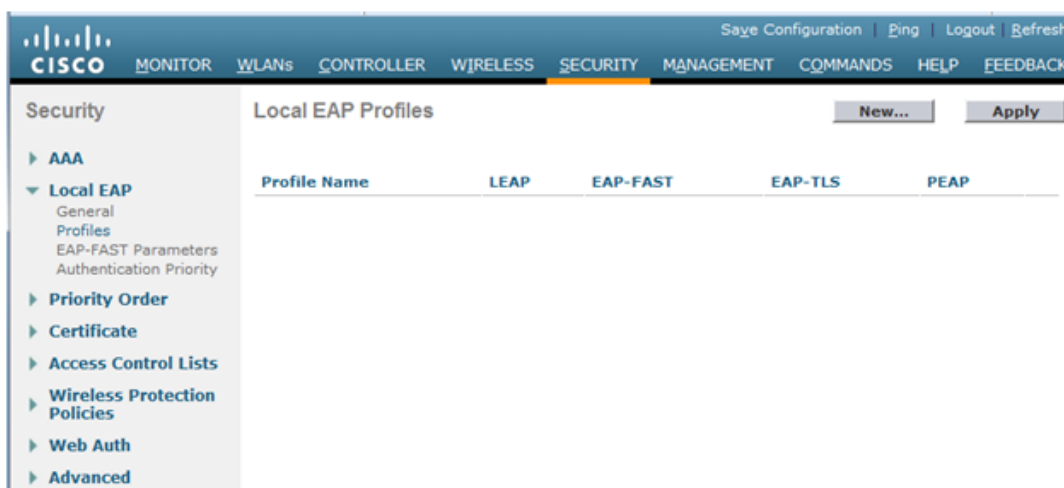 Save Configuration | Ping | Logout | Refresh
CISCO MONITOR WLANs CONTROLLER WIRELESS SECURITY MANAGEMENT COMMANDS HELP FEEDBACK
Security
AAA
Local EAP
General
Profiles
EAP-FAST Parameters
Authentication Priority
Priority Order
Certificate
Access Control Lists
Wireless Protection
Policies
Web Auth
Advanced
Local EAP Profiles
New...
Apply
Profile Name LEAP EAP-FAST EAP-TLS PEAP